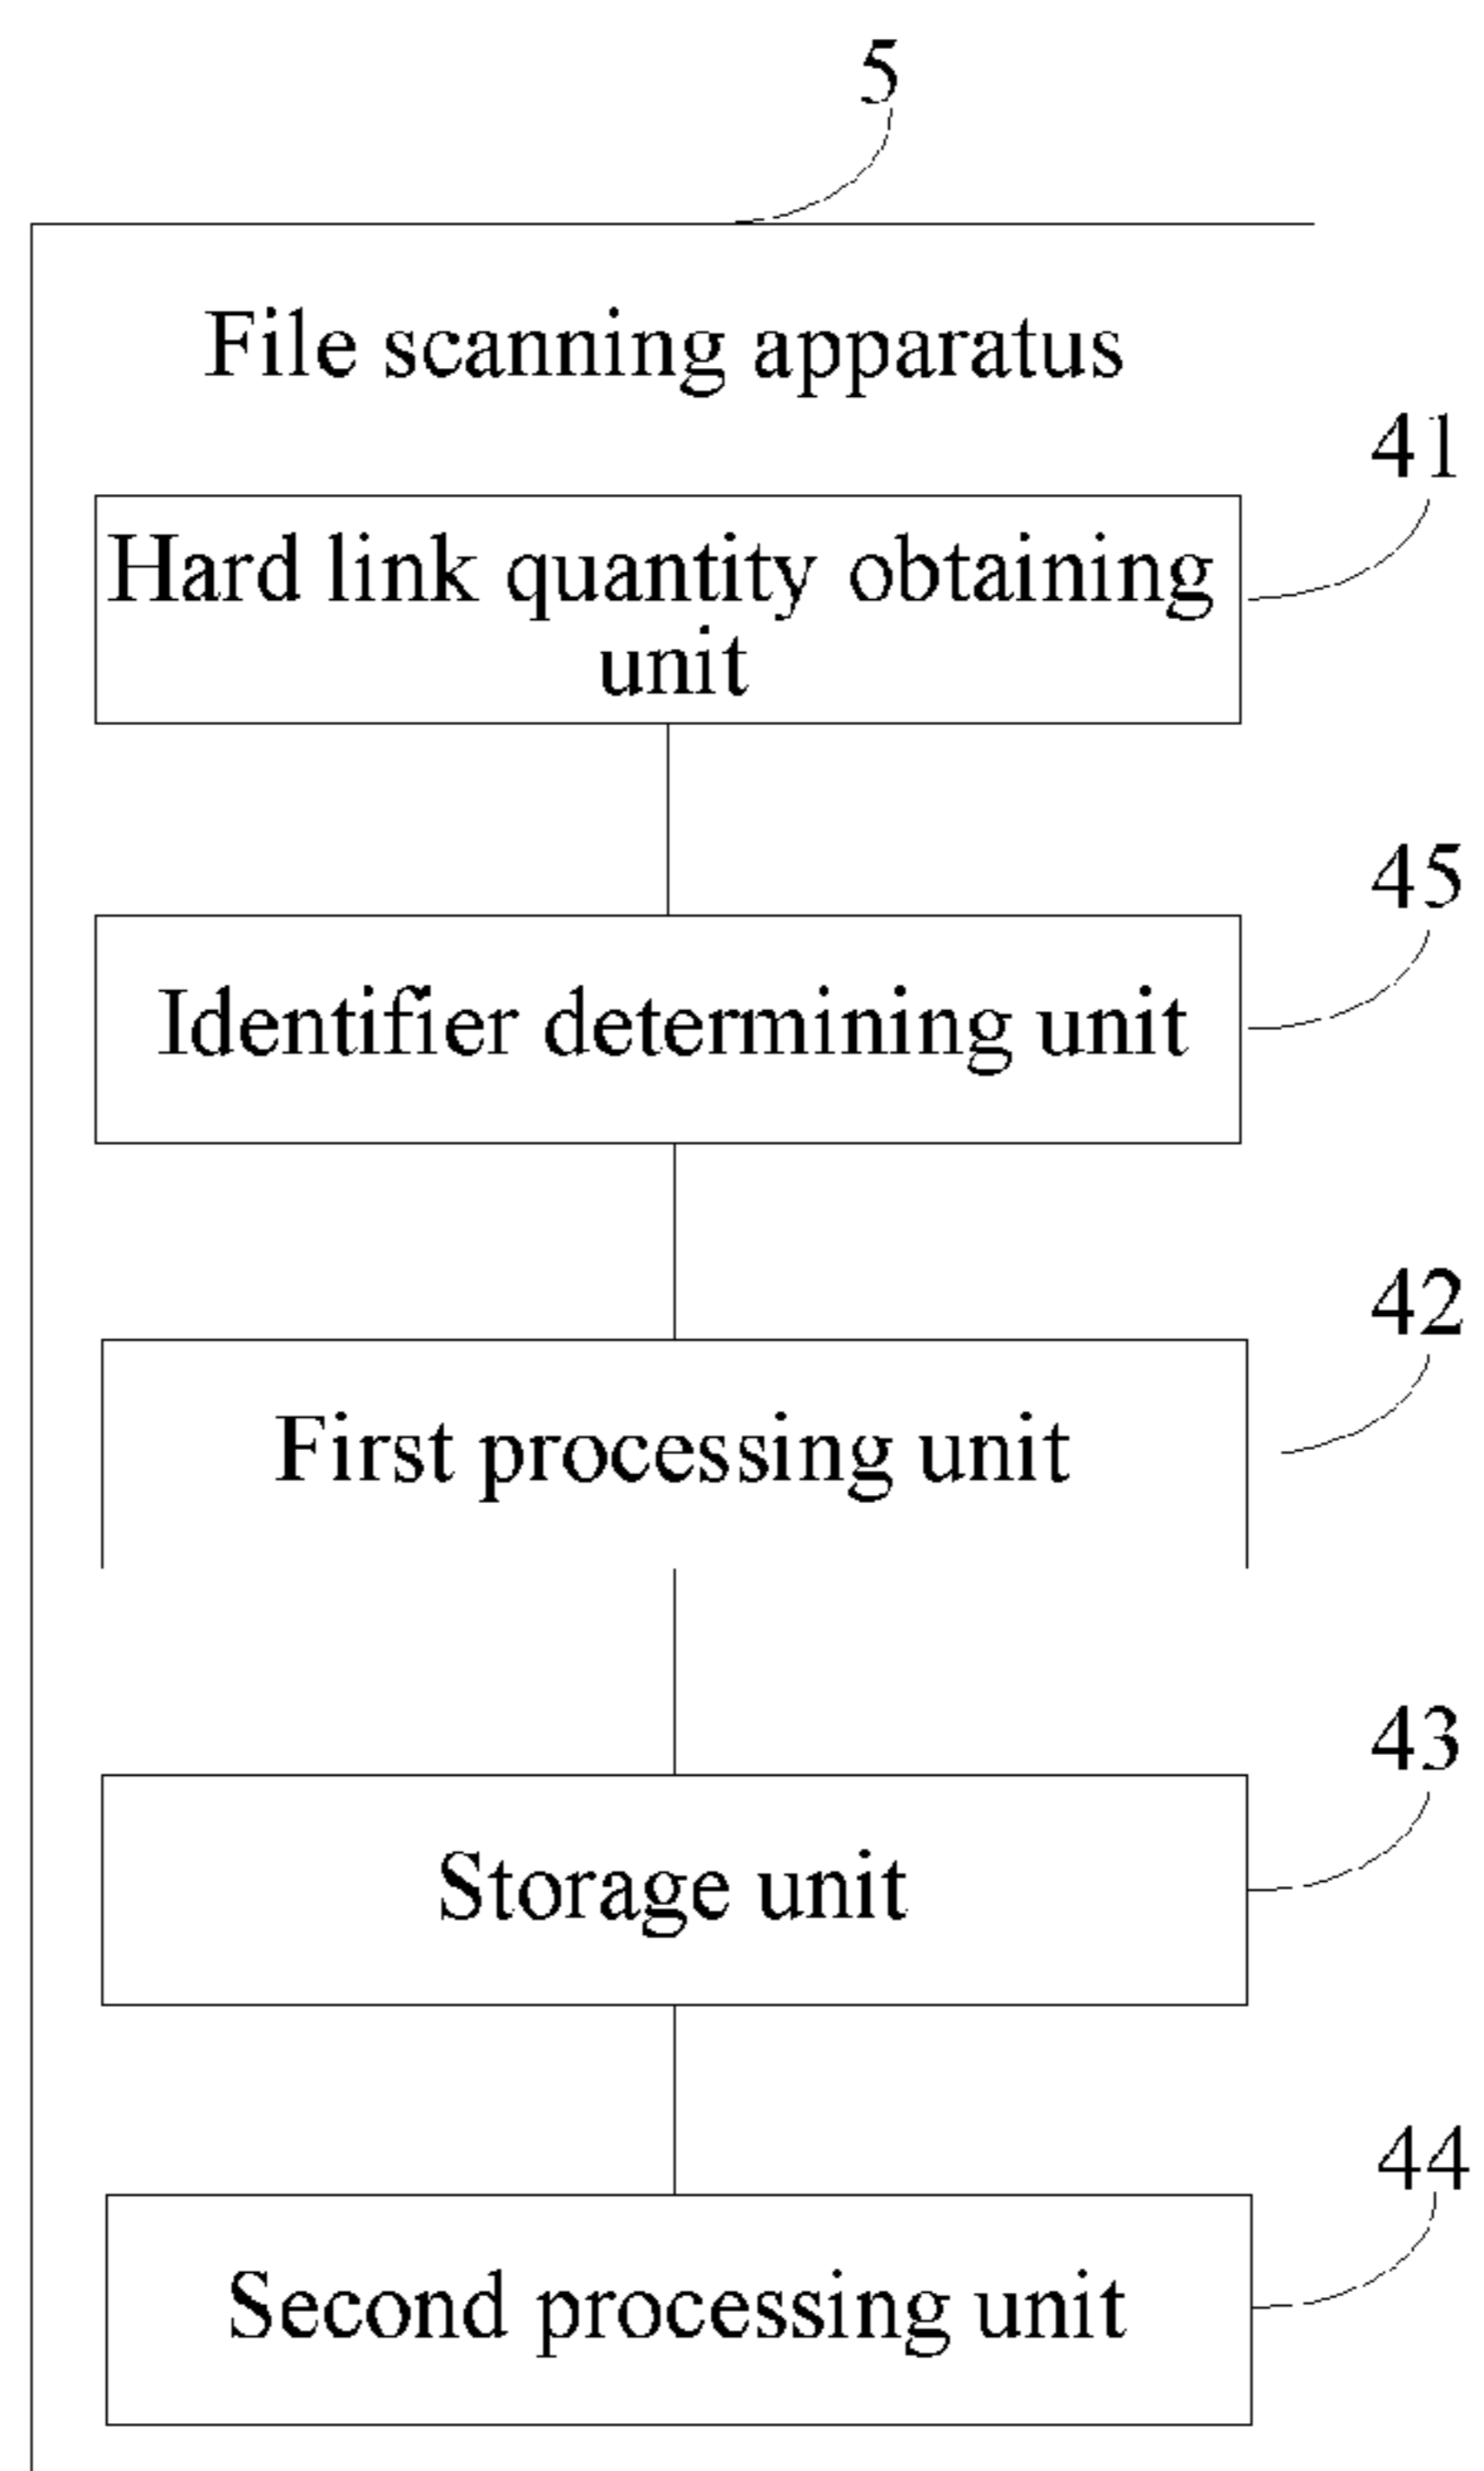 5
File scanning apparatus
41
Hard link quantity obtaining
unit
45
Identifier determining unit
42
First processing unit
43
Storage unit
44
Second processing unit